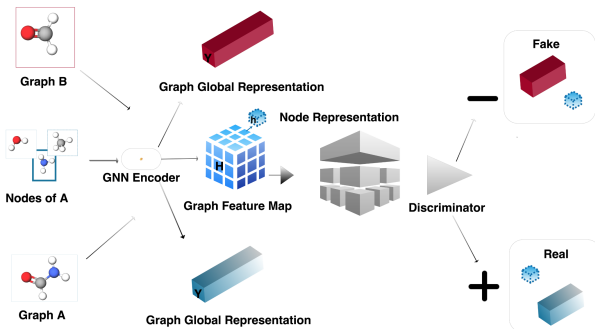 Fake
Y
Graph B
Graph Global Representation
h
Node Representation
H
Nodes of A
GNN Encoder
Graph Feature Map
Discriminator
Real
Y
Graph A
Graph Global Representation